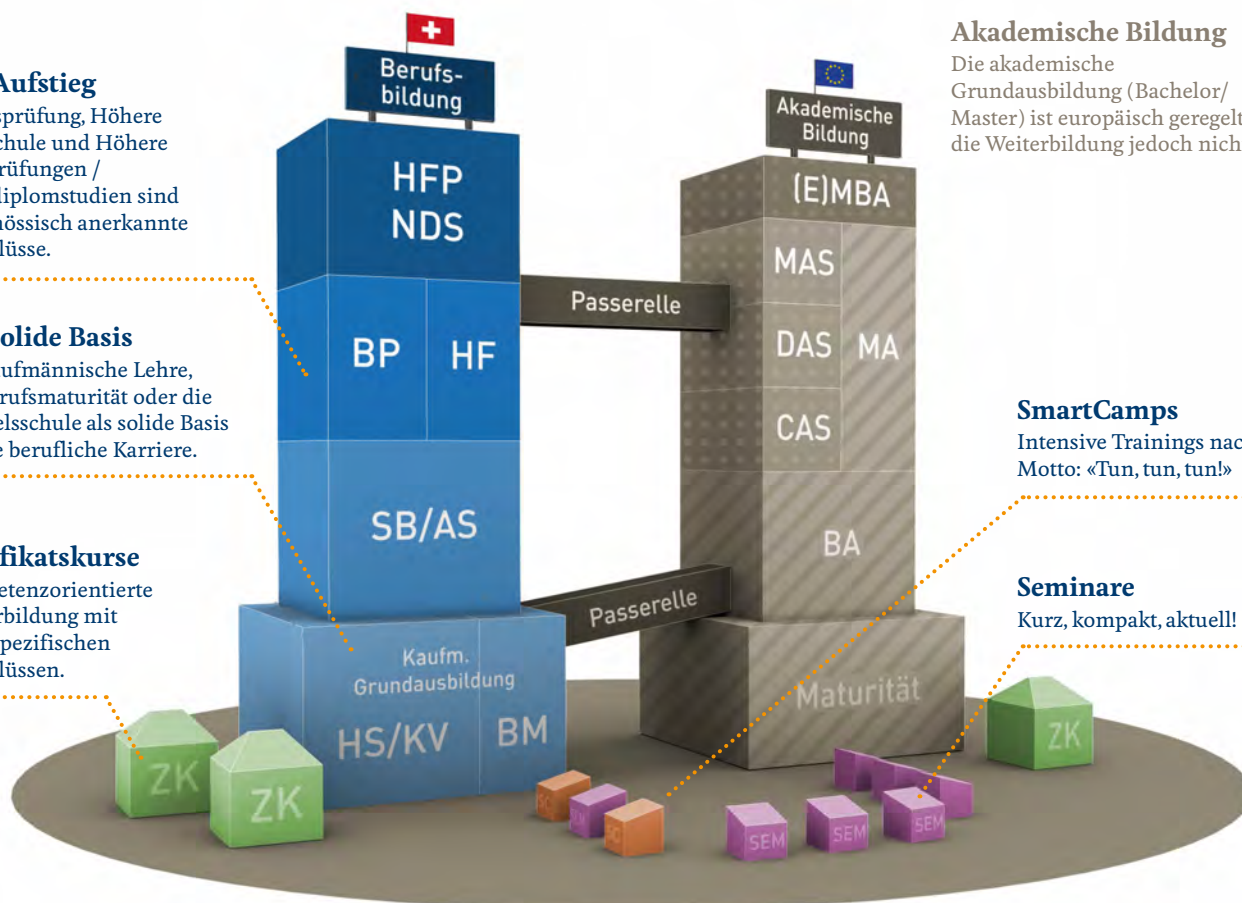 Aufstieg
sprüfung, Höhere
chule und Höhere
rüfungen /
diplomstudien sind
nössisch anerkannte
lüsse.
olide Basis
ufmännische Lehre,
rufsmaturität oder die
elsschule als solide Basis
e berufliche Karriere.
fikatskurse
etenzorientierte
rbildung mit
pezifischen
lüssen.
Berufs-
bildung
HFP
NDS
BP HF
SB/AS
Kaufm.
Grundausbildung
HS/KV BM
Passerelle
Passerelle
Akademische
Bildung
(E)MBA
MAS
DAS MA
CAS
BA
Maturität
Akademische Bildung
Die akademische
Grundausbildung (Bachelor/
Master) ist europäisch geregelt
die Weiterbildung jedoch nich
SmartCamps
Intensive Trainings nac
Motto: «Tun, tun, tun!»
Seminare
Kurz, kompakt, aktuell!
ZK
ZK
ZK
SC
SC
SEM
SEM
SEM